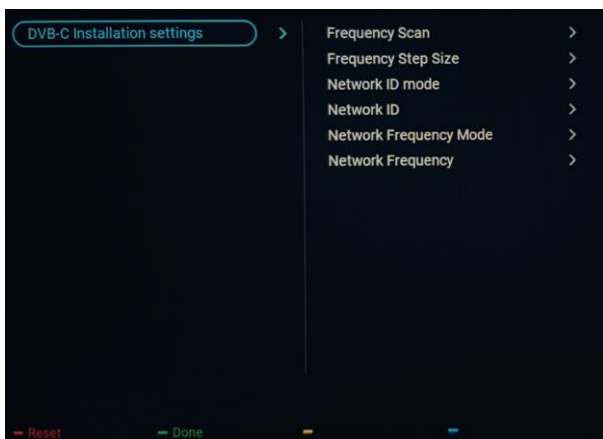 DVB-C Installation settings
Frequency Scan
Frequency Step Size
Network ID mode
Network ID
Network Frequency Mode
Network Frequency
Reset
Done